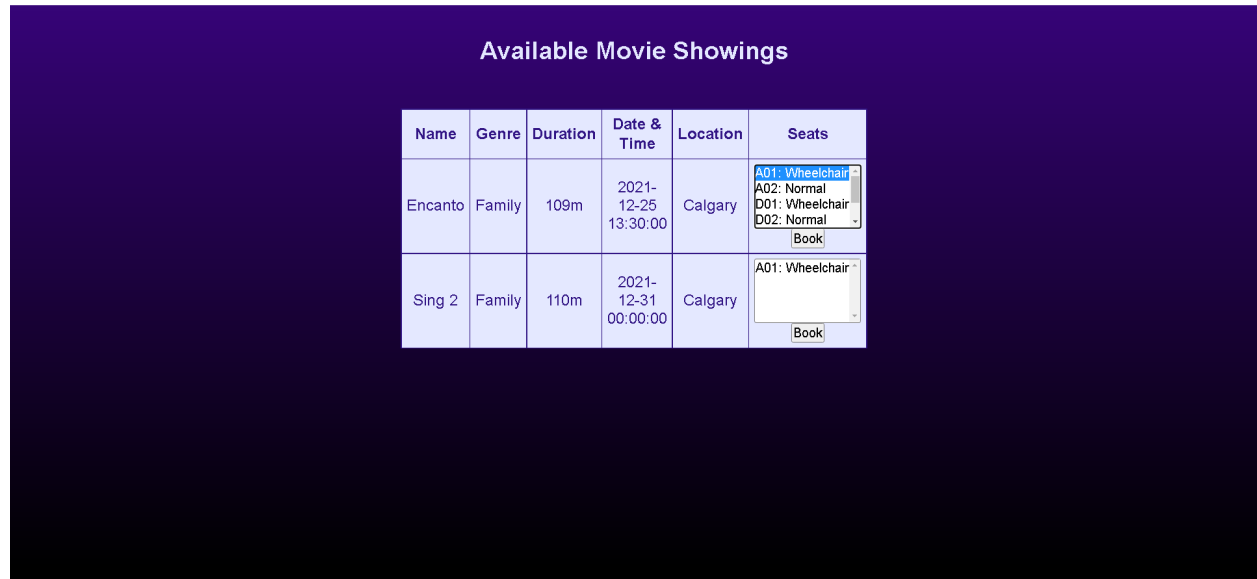 Available Movie Showings
Name Genre Duration Date & Time Location Seats
Encanto Family 109m 2021-12-25 13:30:00 Calgary
A01: Wheelchair
A02: Normal
D01: Wheelchair
D02: Normal
Book
Sing 2 Family 110m 2021-12-31 00:00:00 Calgary
A01: Wheelchair
Book